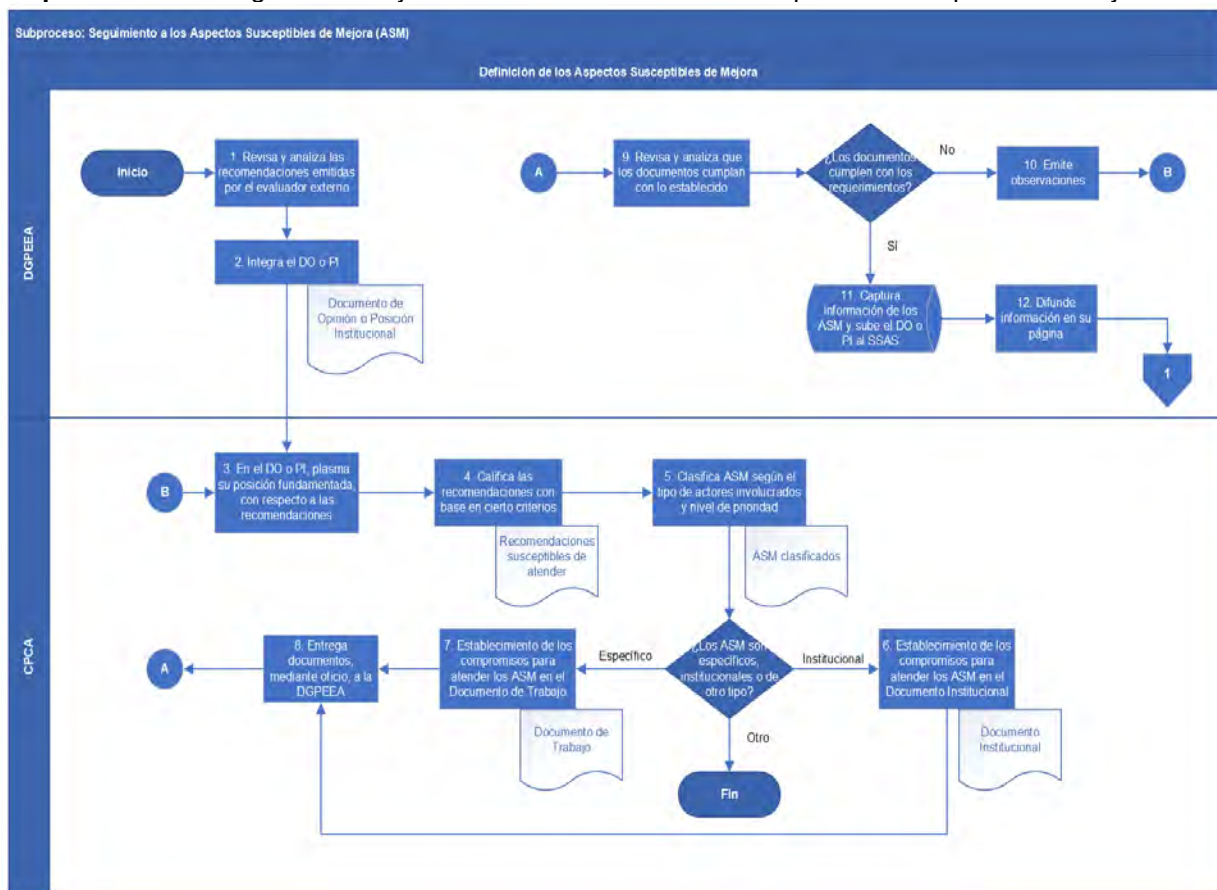 Subproceso: Seguimiento a los Aspectos Susceptibles de Mejora (ASM)
Definición de los Aspectos Susceptibles de Mejora
DGPEEA
Inicio
1. Revisa y analiza las
recomendaciones emitidas
por el evaluador externo
2. Integra el DO o PI
Documento de
Opinión o Posición
Institucional
A
9. Revisa y analiza que
los documentos cumplan
con lo establecido
¿Los documentos
cumplen con los
requerimientos?
No
10. Emite
observaciones
B
Sí
11. Captura
información de los
ASM y sube el DO o
PI al SSAS
12. Difunde
información en su
página
1
CPCA
B
3. En el DO o PI, plasma
su posición fundamentada,
con respecto a las
recomendaciones
4. Califica las
recomendaciones con
base en cierto criterios
Recomendaciones
susceptibles de
atender
5. Clasifica ASM según el
tipo de actores involucrados
y nivel de prioridad
ASM clasificados
¿Los ASM son
específicos,
institucionales o de
otro tipo?
Específico
Institucional
Otro
Fin
6. Establecimiento de los
compromisos para
atender los ASM en el
Documento Institucional
Documento
Institucional
7. Establecimiento de los
compromisos para
atender los ASM en el
Documento de Trabajo
Documento de
Trabajo
8. Entrega
documentos,
mediante oficio, a la
DGPEEA
A